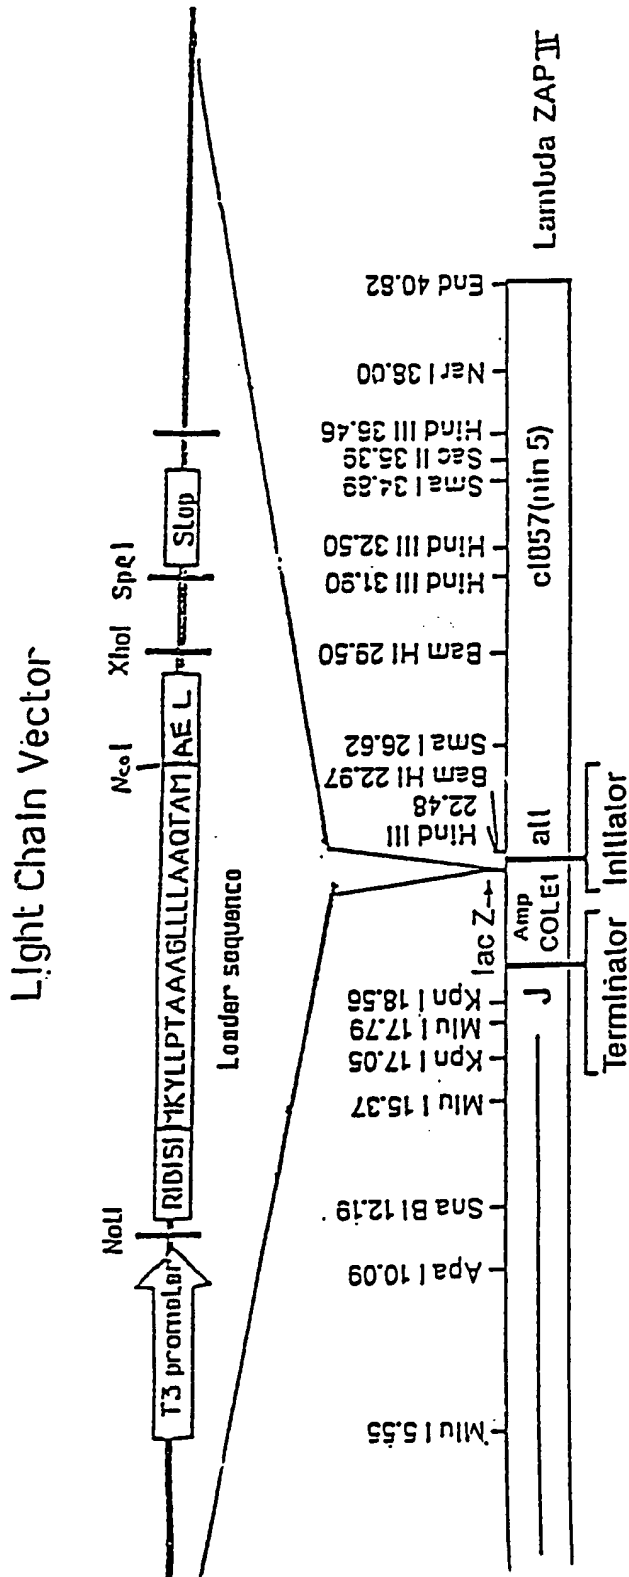 Light Chain Vector
NotI
NcoI
XhoI
SpeI
T3 promoter
RIBISI
MKYLLPTAAAGLLLLAAQTAM
AE L
Stop
Leader sequence
lac Z→
Hind III
22.48
Mlu I 5.55
Apa I 10.09
Sna BI 12.19
Mlu I 15.37
Kpn I 17.05
Mlu I 17.79
Kpn I 18.56
Bam HI 22.97
Sma I 26.62
Bam HI 29.50
Hind III 31.90
Hind III 32.50
Sma I 34.69
Sac II 35.39
Hind III 35.46
Nar I 38.00
End 40.82
J
Amp
COLE1
att
cI857(nin 5)
Terminator
Initiator
Lambda ZAP II